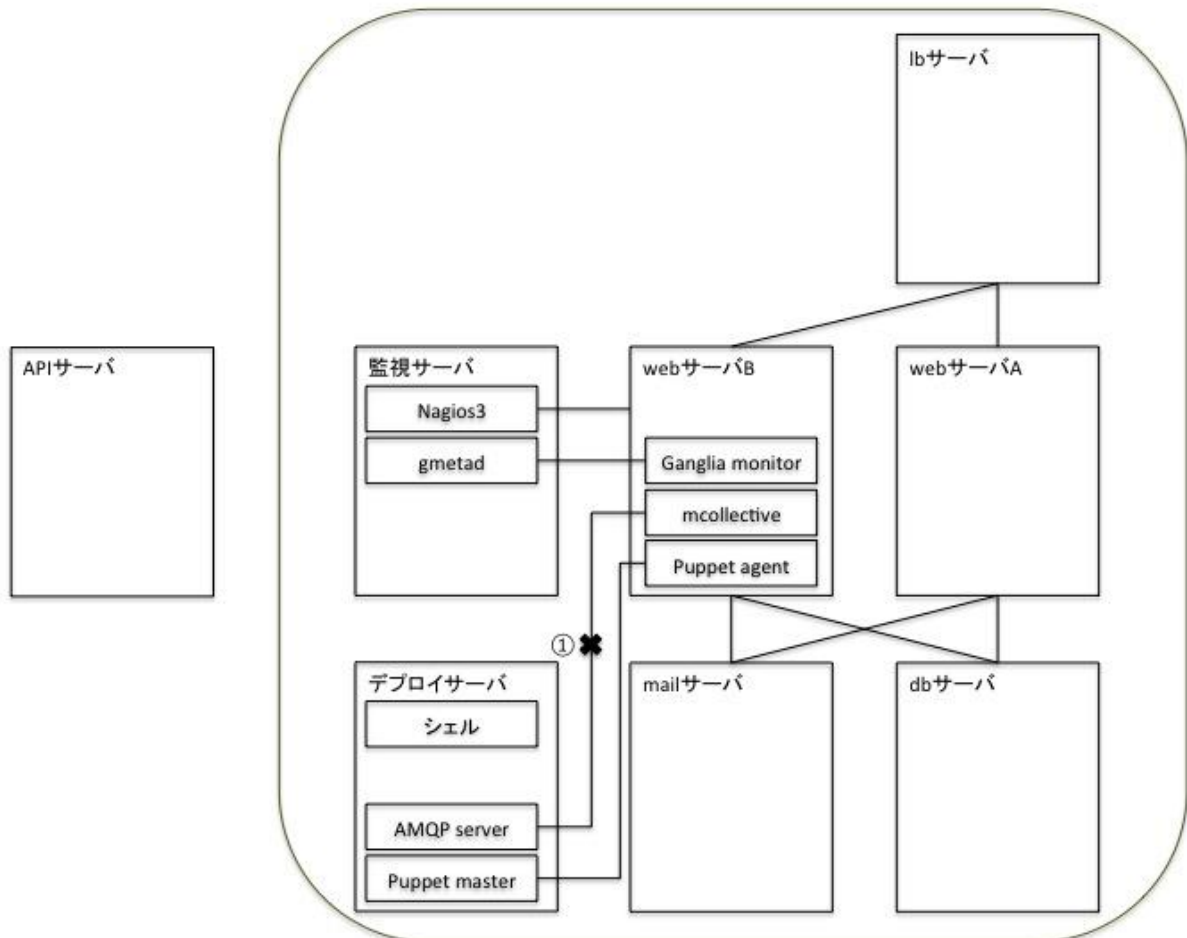 lbサーバ
APIサーバ
監視サーバ
Nagios3
gmetad
webサーバB
Ganglia monitor
mcollective
Puppet agent
webサーバA
①
デプロイサーバ
シェル
AMQP server
Puppet master
mailサーバ
dbサーバ